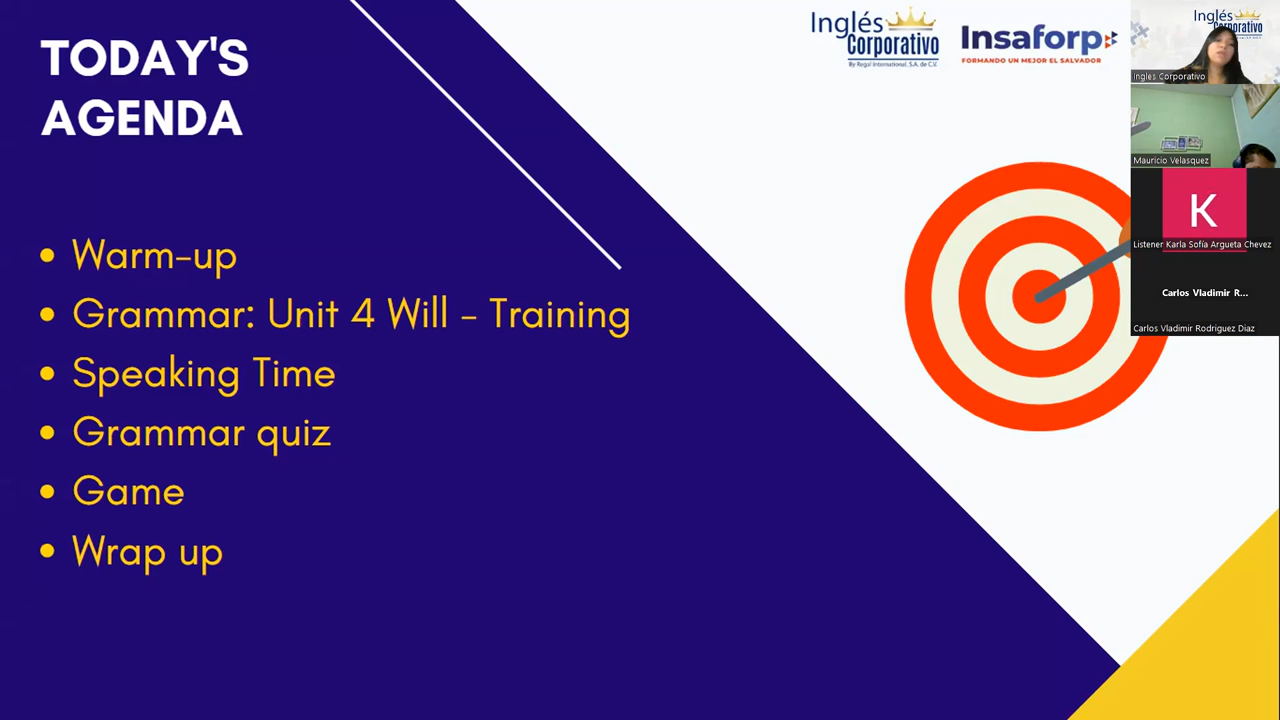 TODAY'S
AGENDA
Warm-up
Grammar: Unit 4 Will - Training
Speaking Time
Grammar quiz
Game
Wrap up
Inglés
Corporativo
By Regal International, S.A. de C.V.
Insaforp
FORMANDO UN MEJOR EL SALVADOR
Inglés
Ingles Corporativo
Mauricio Velasquez
K
Listener Karla Sofía Argueta Chevez
Carlos Vladimir R...
Carlos Vladimir Rodriguez Diaz